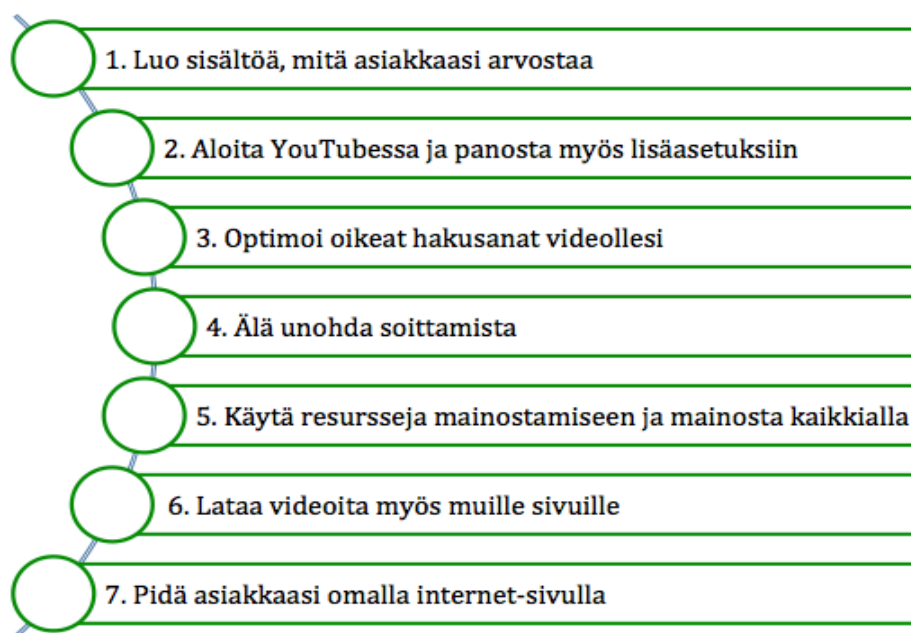 1. Luo sisältöä, mitä asiakkaasi arvostaa
2. Aloita YouTubessa ja panosta myös lisäasetuksiin
3. Optimoi oikeat hakusanat videollesi
4. Älä unohda soittamista
5. Käytä resursseja mainostamiseen ja mainosta kaikkialla
6. Lataa videoita myös muille sivuille
7. Pidä asiakkaasi omalla internet-sivulla